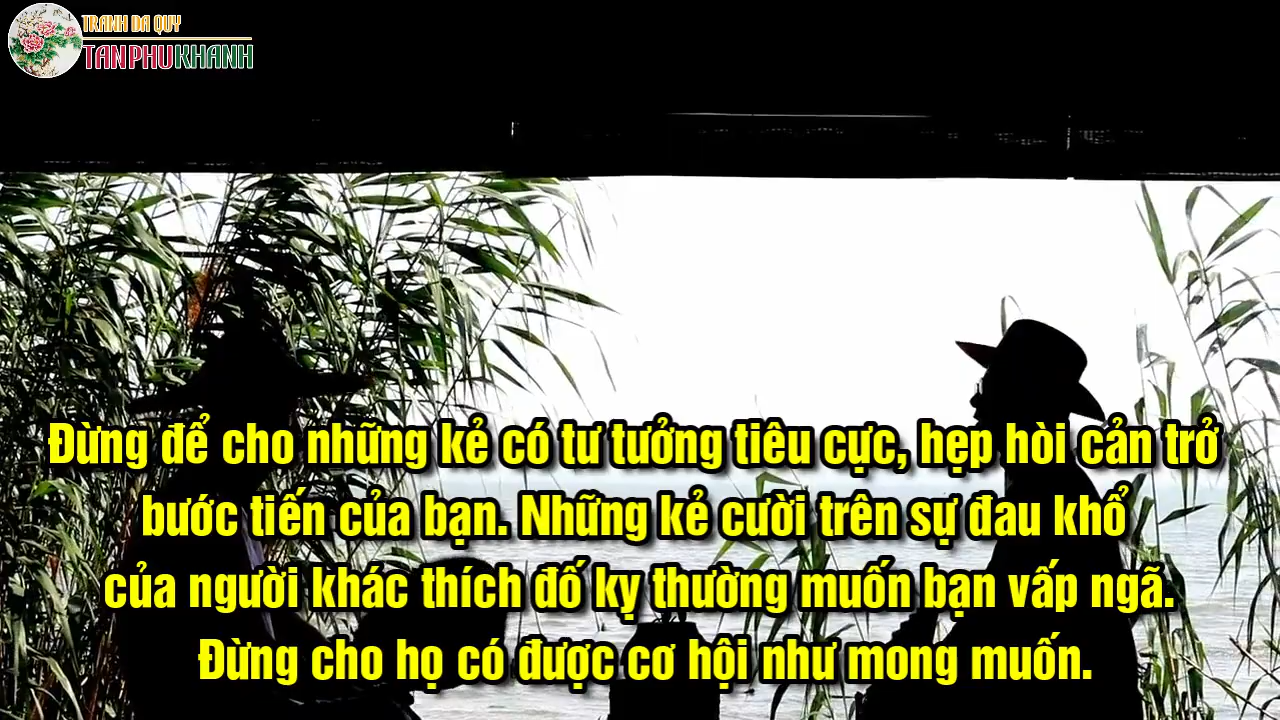 TRANH DA QUY
TANPHUKHANH
Đừng để cho những kẻ có tư tưởng tiêu cực, hẹp hòi cản trở
bước tiến của bạn. Những kẻ cười trên sự đau khổ
của người khác thích đố kỵ thường muốn bạn vấp ngã.
Đừng cho họ có được cơ hội như mong muốn.